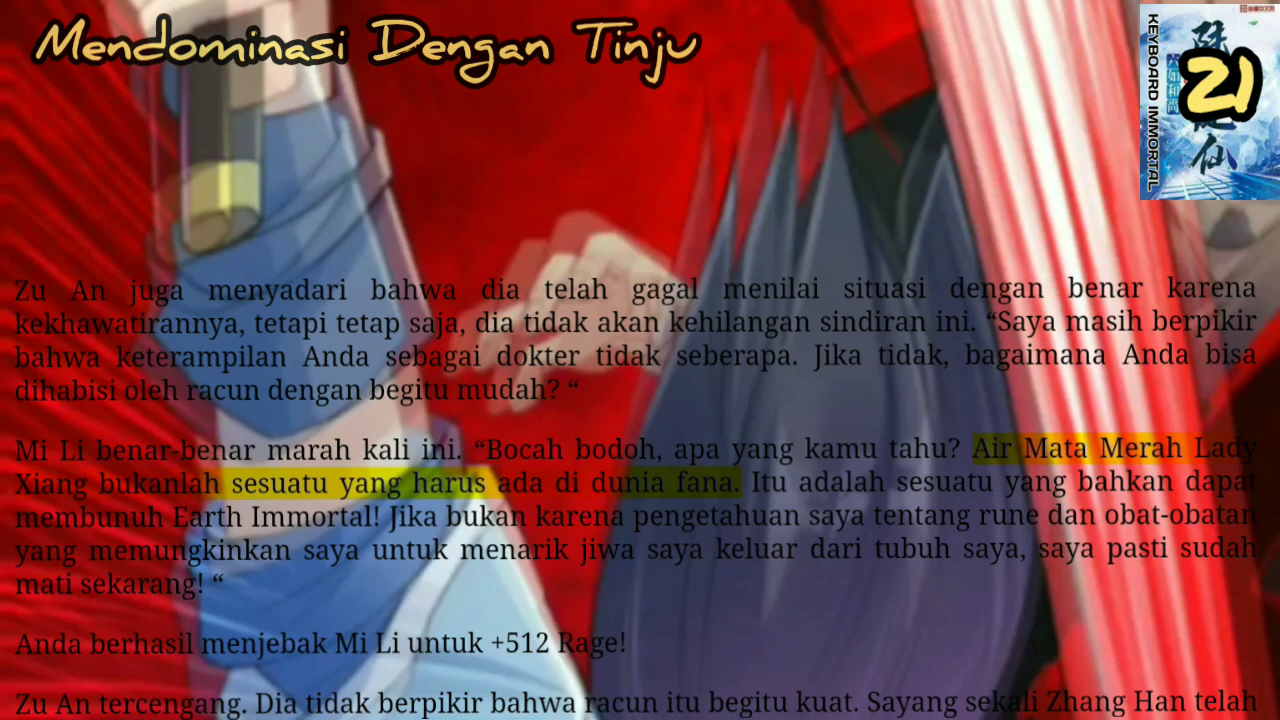 Mendominasi Dengan Tinju
KEYBOARD IMMORTAL
21
Zu An juga menyadari bahwa dia telah gagal menilai situasi dengan benar karena
kekhawatirannya, tetapi tetap saja, dia tidak akan kehilangan sindiran ini. “Saya masih berpikir
bahwa keterampilan Anda sebagai dokter tidak seberapa. Jika tidak, bagaimana Anda bisa
dihabisi oleh racun dengan begitu mudah? “
Mi Li benar-benar marah kali ini. “Bocah bodoh, apa yang kamu tahu? Air Mata Merah Lady
Xiang bukanlah sesuatu yang harus ada di dunia fana. Itu adalah sesuatu yang bahkan dapat
membunuh Earth Immortal! Jika bukan karena pengetahuan saya tentang rune dan obat-obatan
yang memungkinkan saya untuk menarik jiwa saya keluar dari tubuh saya, saya pasti sudah
mati sekarang! “
Anda berhasil menjebak Mi Li untuk +512 Rage!
Zu An tercengang. Dia tidak berpikir bahwa racun itu begitu kuat. Sayang sekali Zhang Han telah